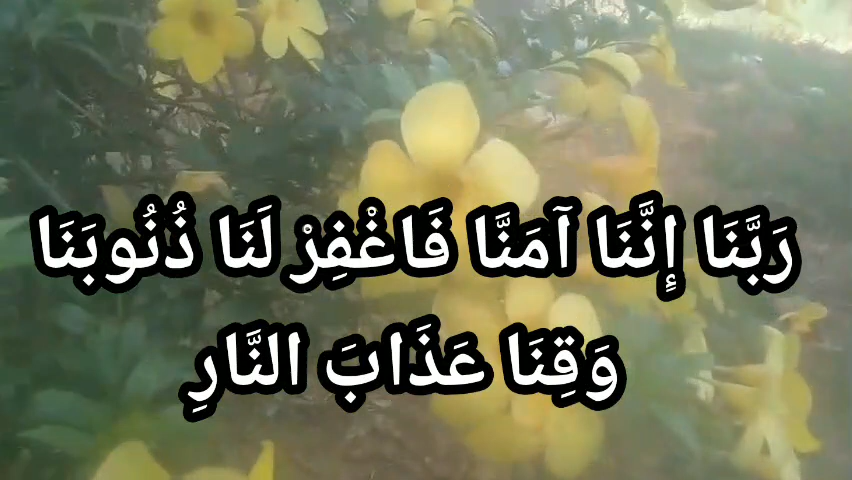 رَبَّنَا إِنَّنَا آمَنَّا فَاغْفِرْ لَنَا ذُنُوبَنَا
وَقِنَا عَذَابَ النَّارِ